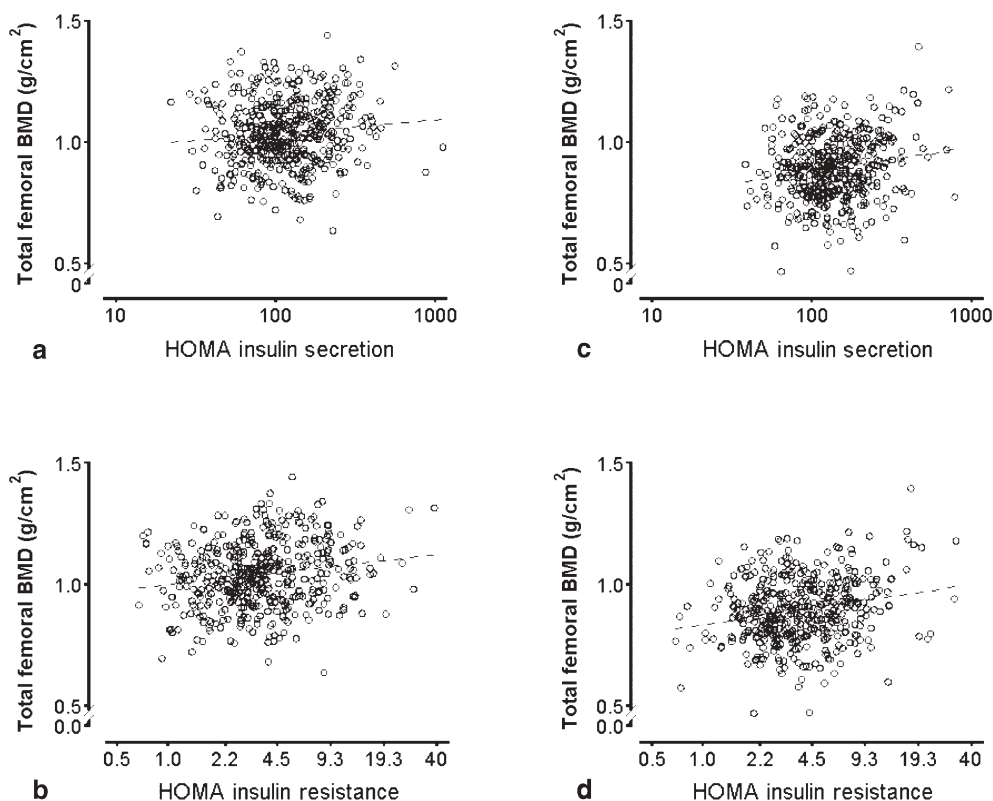 Total femoral BMD (g/cm²)
1.5
1.0
0.5
0
10 100 1000
HOMA insulin secretion
a
Total femoral BMD (g/cm²)
1.5
1.0
0.5
0
10 100 1000
HOMA insulin secretion
c
Total femoral BMD (g/cm²)
1.5
1.0
0.5
0.0
0.5 1.0 2.2 4.5 9.3 19.3 40
HOMA insulin resistance
b
Total femoral BMD (g/cm²)
1.5
1.0
0.5
0.0
0.5 1.0 2.2 4.5 9.3 19.3 40
HOMA insulin resistance
d